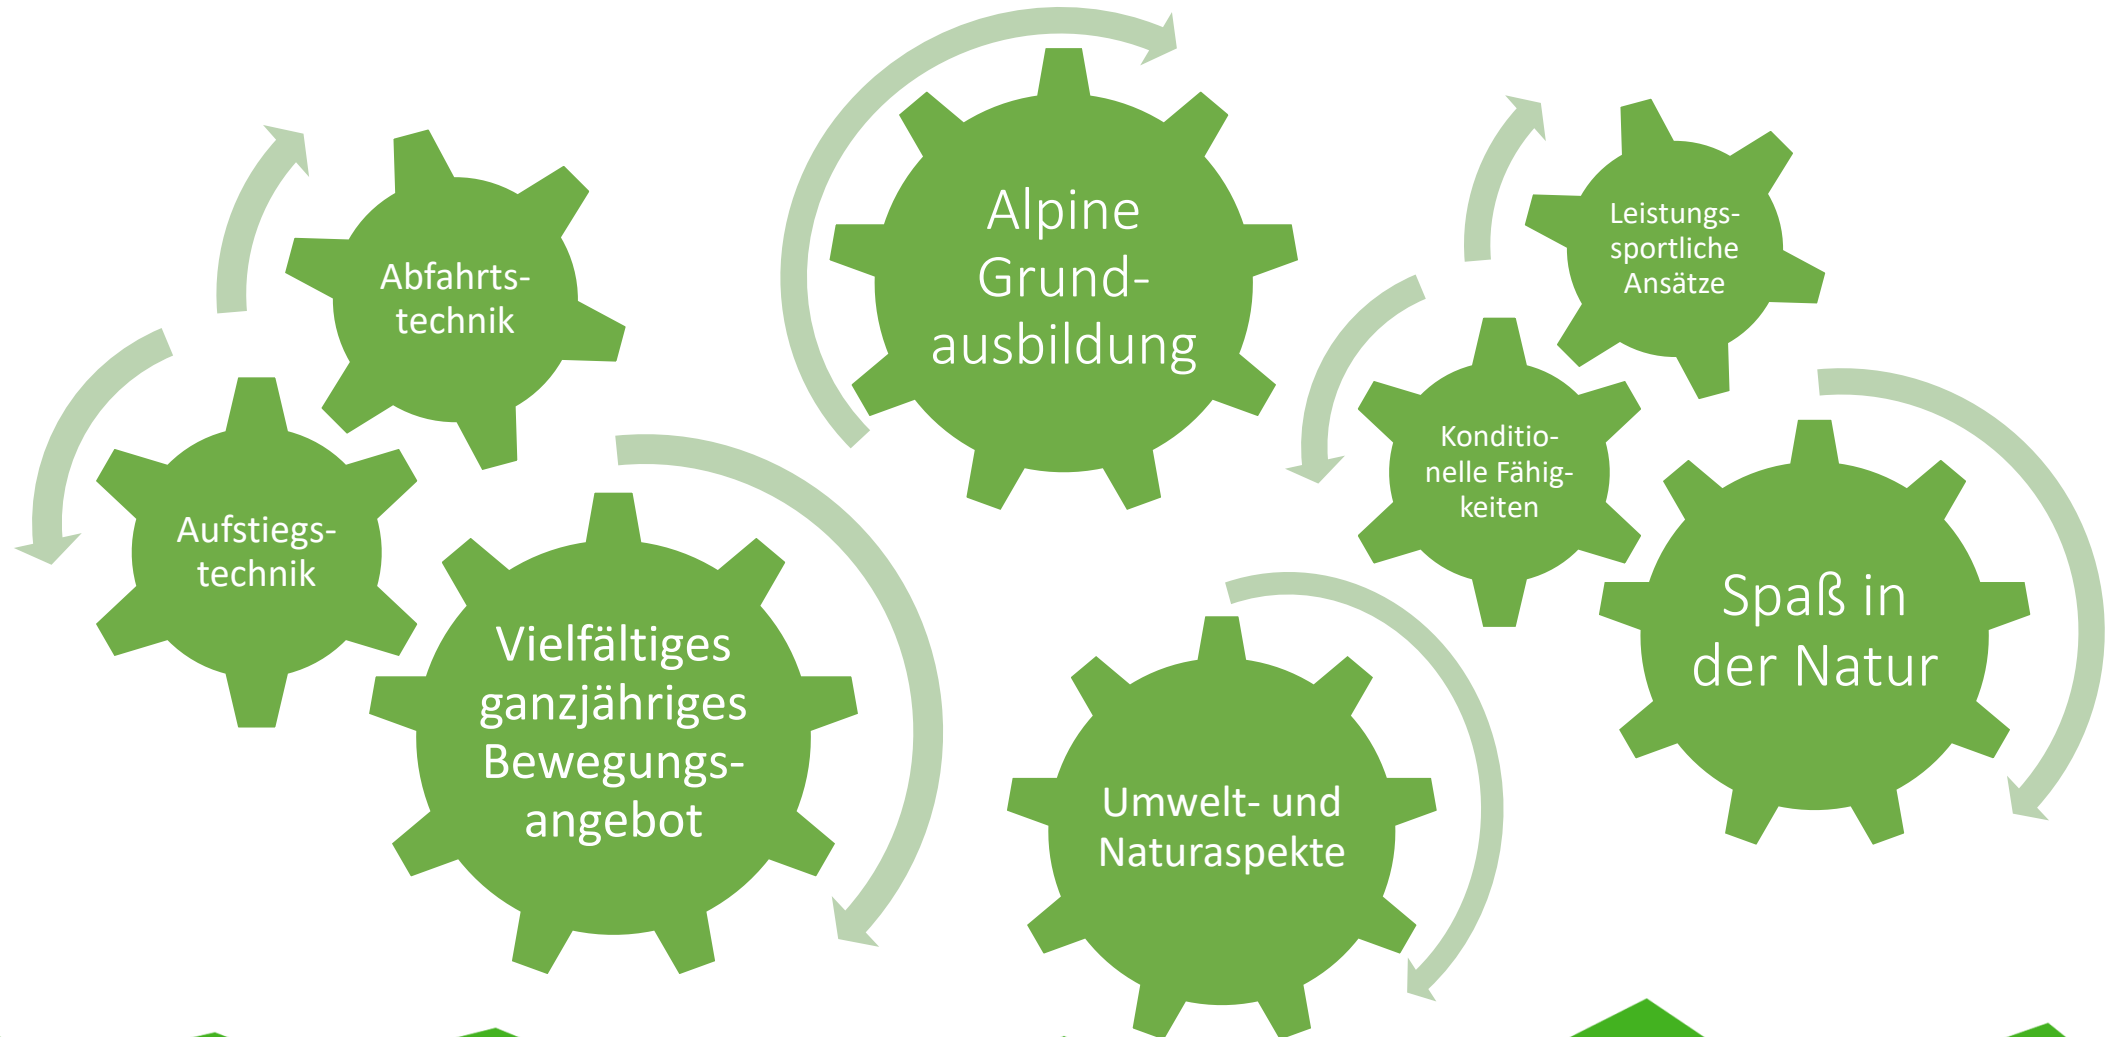 Abfahrts-
technik
Aufstiegs-
technik
Vielfältiges
ganzjähriges
Bewegungs-
angebot
Alpine
Grund-
ausbildung
Umwelt- und
Naturaspekte
Leistungs-
sportliche
Ansätze
Konditio-
nelle Fähig-
keiten
Spaß in
der Natur